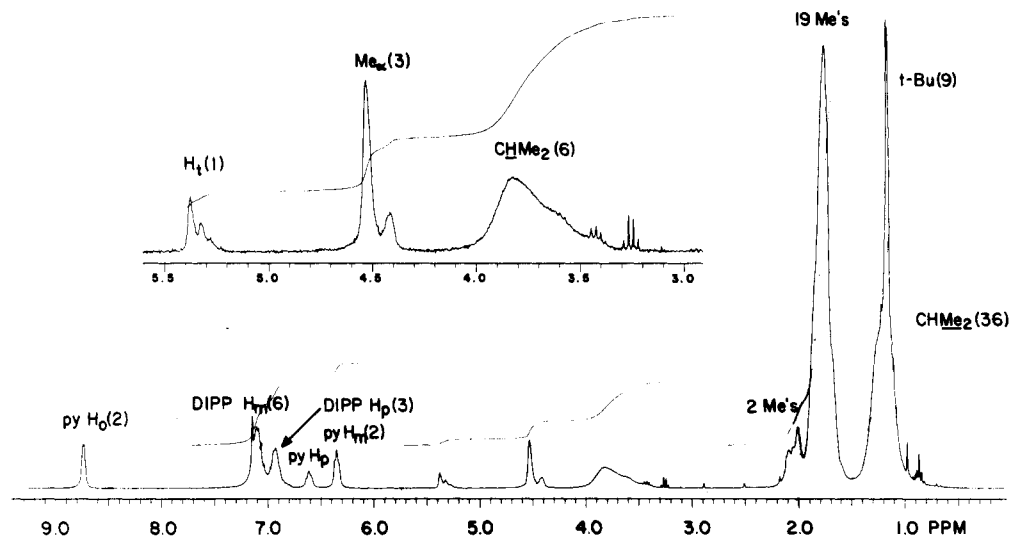 19 Me's
Me∝(3)
t-Bu(9)
Ht(1)
CHMe2(6)
5.5 5.0 4.5 4.0 3.5 3.0
CHMe2(36)
DIPP Hm(6)
DIPP Hp(3)
2 Me's
py Ho(2)
py Hm(2)
py Hp
9.0 8.0 7.0 6.0 5.0 4.0 3.0 2.0 1.0 PPM